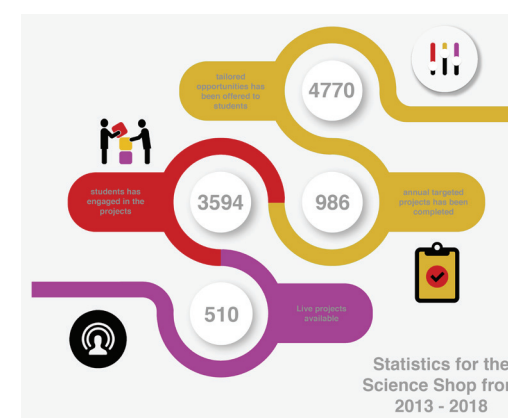 tailored
opportunities has
been offered to
students
4770
students has
engaged in the
projects
3594
986
annual targeted
projects has been
completed
510
Live projects
available
Statistics for the
Science Shop from
2013 - 2018